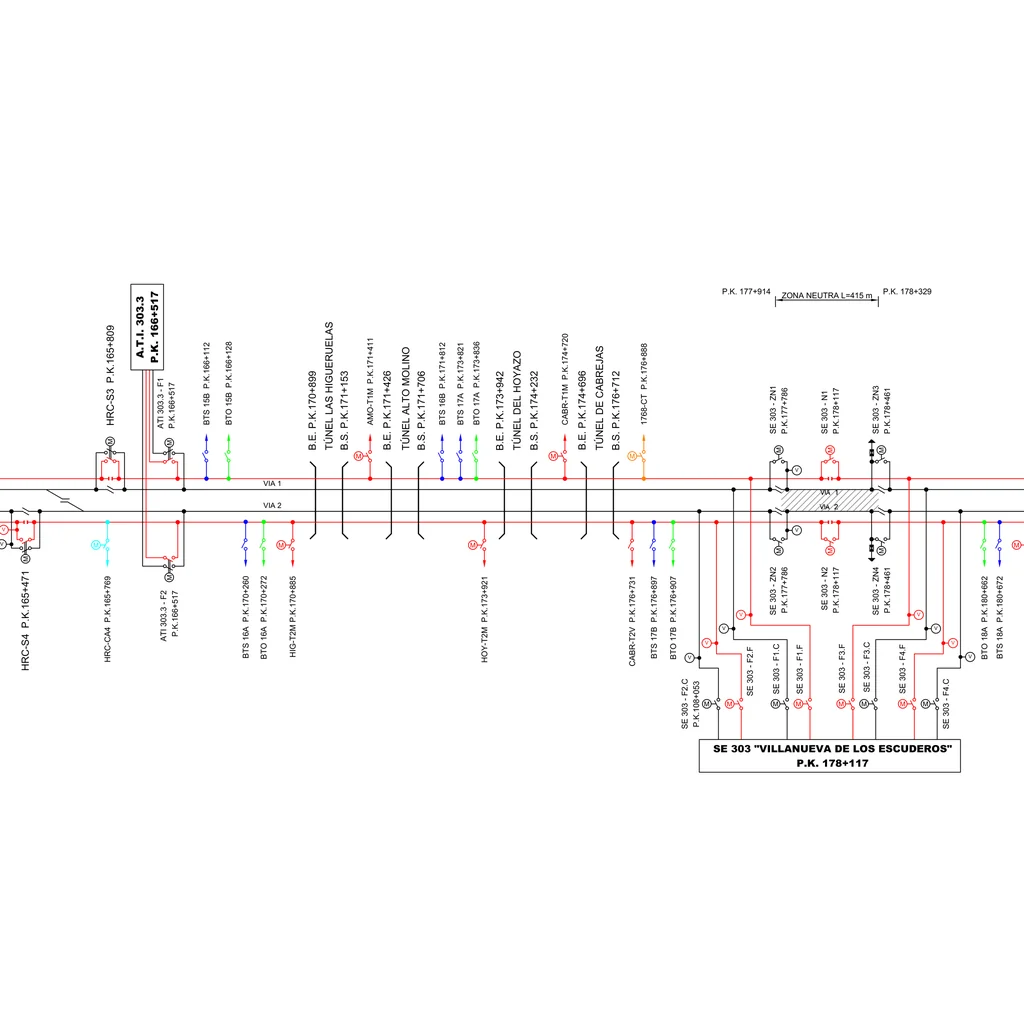 P.K. 177+914
ZONA NEUTRA L=415 m
P.K. 178+329
HRC-S3 P.K.165+809
A.T.I. 303.3
P.K. 166+517
ATI 303.3 - F1
P.K.166+517
BTS 15B P.K.166+112
BTO 15B P.K.166+128
B.E. P.K.170+899
TÚNEL LAS HIGUERUELAS
B.S. P.K.171+153
AMO-T1M P.K.171+411
B.E. P.K.171+426
TÚNEL ALTO MOLINO
B.S. P.K.171+706
BTS 16B P.K.171+812
BTS 17A P.K.173+821
BTO 17A P.K.173+836
B.E. P.K.173+942
TÚNEL DEL HOYAZO
B.S. P.K.174+232
CABR-T1M P.K.174+720
B.E. P.K.174+696
TÚNEL DE CABREJAS
B.S. P.K.176+712
1768-CT P.K.176+888
SE 303 - ZN1
P.K.177+786
SE 303 - N1
P.K.178+117
SE 303 - ZN3
P.K.178+461
M
M
M
M
M
M
M
M
M
V
VIA 1
VIA 1
VIA 2
VIA 2
V
V
M
M
M
M
M
M
M
M
M
M
V
HRC-S4 P.K.165+471
HRC-CA4 P.K.165+769
ATI 303.3 - F2
P.K.166+517
BTS 16A P.K.170+260
BTO 16A P.K.170+272
HIG-T2M P.K.170+885
HOY-T2M P.K.173+921
CABR-T2V P.K.176+731
BTS 17B P.K.176+897
BTO 17B P.K.176+907
SE 303 - ZN2
P.K.177+786
SE 303 - N2
P.K.178+117
SE 303 - ZN4
P.K.178+461
BTO 18A P.K.180+662
BTS 18A P.K.180+672
V
V
V
V
V
V
V
V
SE 303 - F2.C
P.K.108+053
SE 303 - F2.F
SE 303 - F1.C
SE 303 - F1.F
SE 303 - F3.F
SE 303 - F3.C
SE 303 - F4.F
SE 303 - F4.C
M
M
M
M
M
M
M
M
SE 303 "VILLANUEVA DE LOS ESCUDEROS"
P.K. 178+117